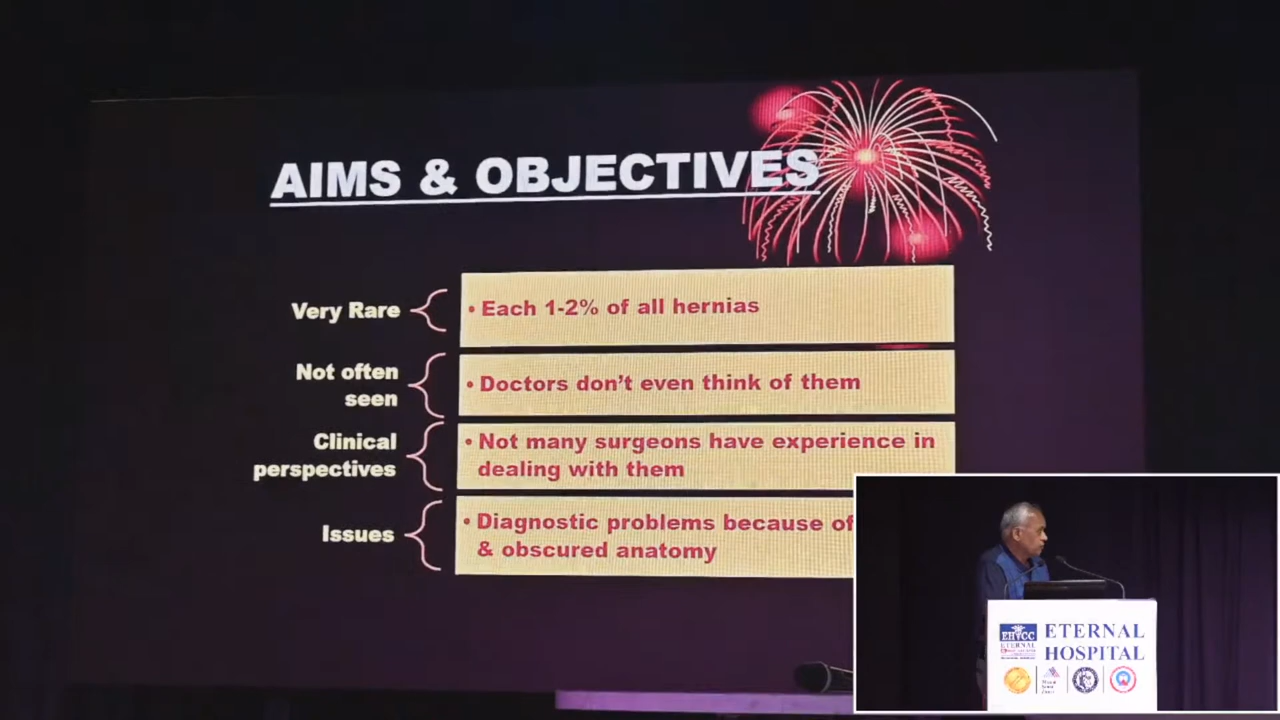 AIMS & OBJECTIVES
Very Rare
• Each 1-2% of all hernias
Not often
seen
• Doctors don't even think of them
Clinical
perspectives
• Not many surgeons have experience in
dealing with them
Issues
• Diagnostic problems because of
& obscured anatomy
EHCC
ETERNAL
ETERNAL
HOSPITAL